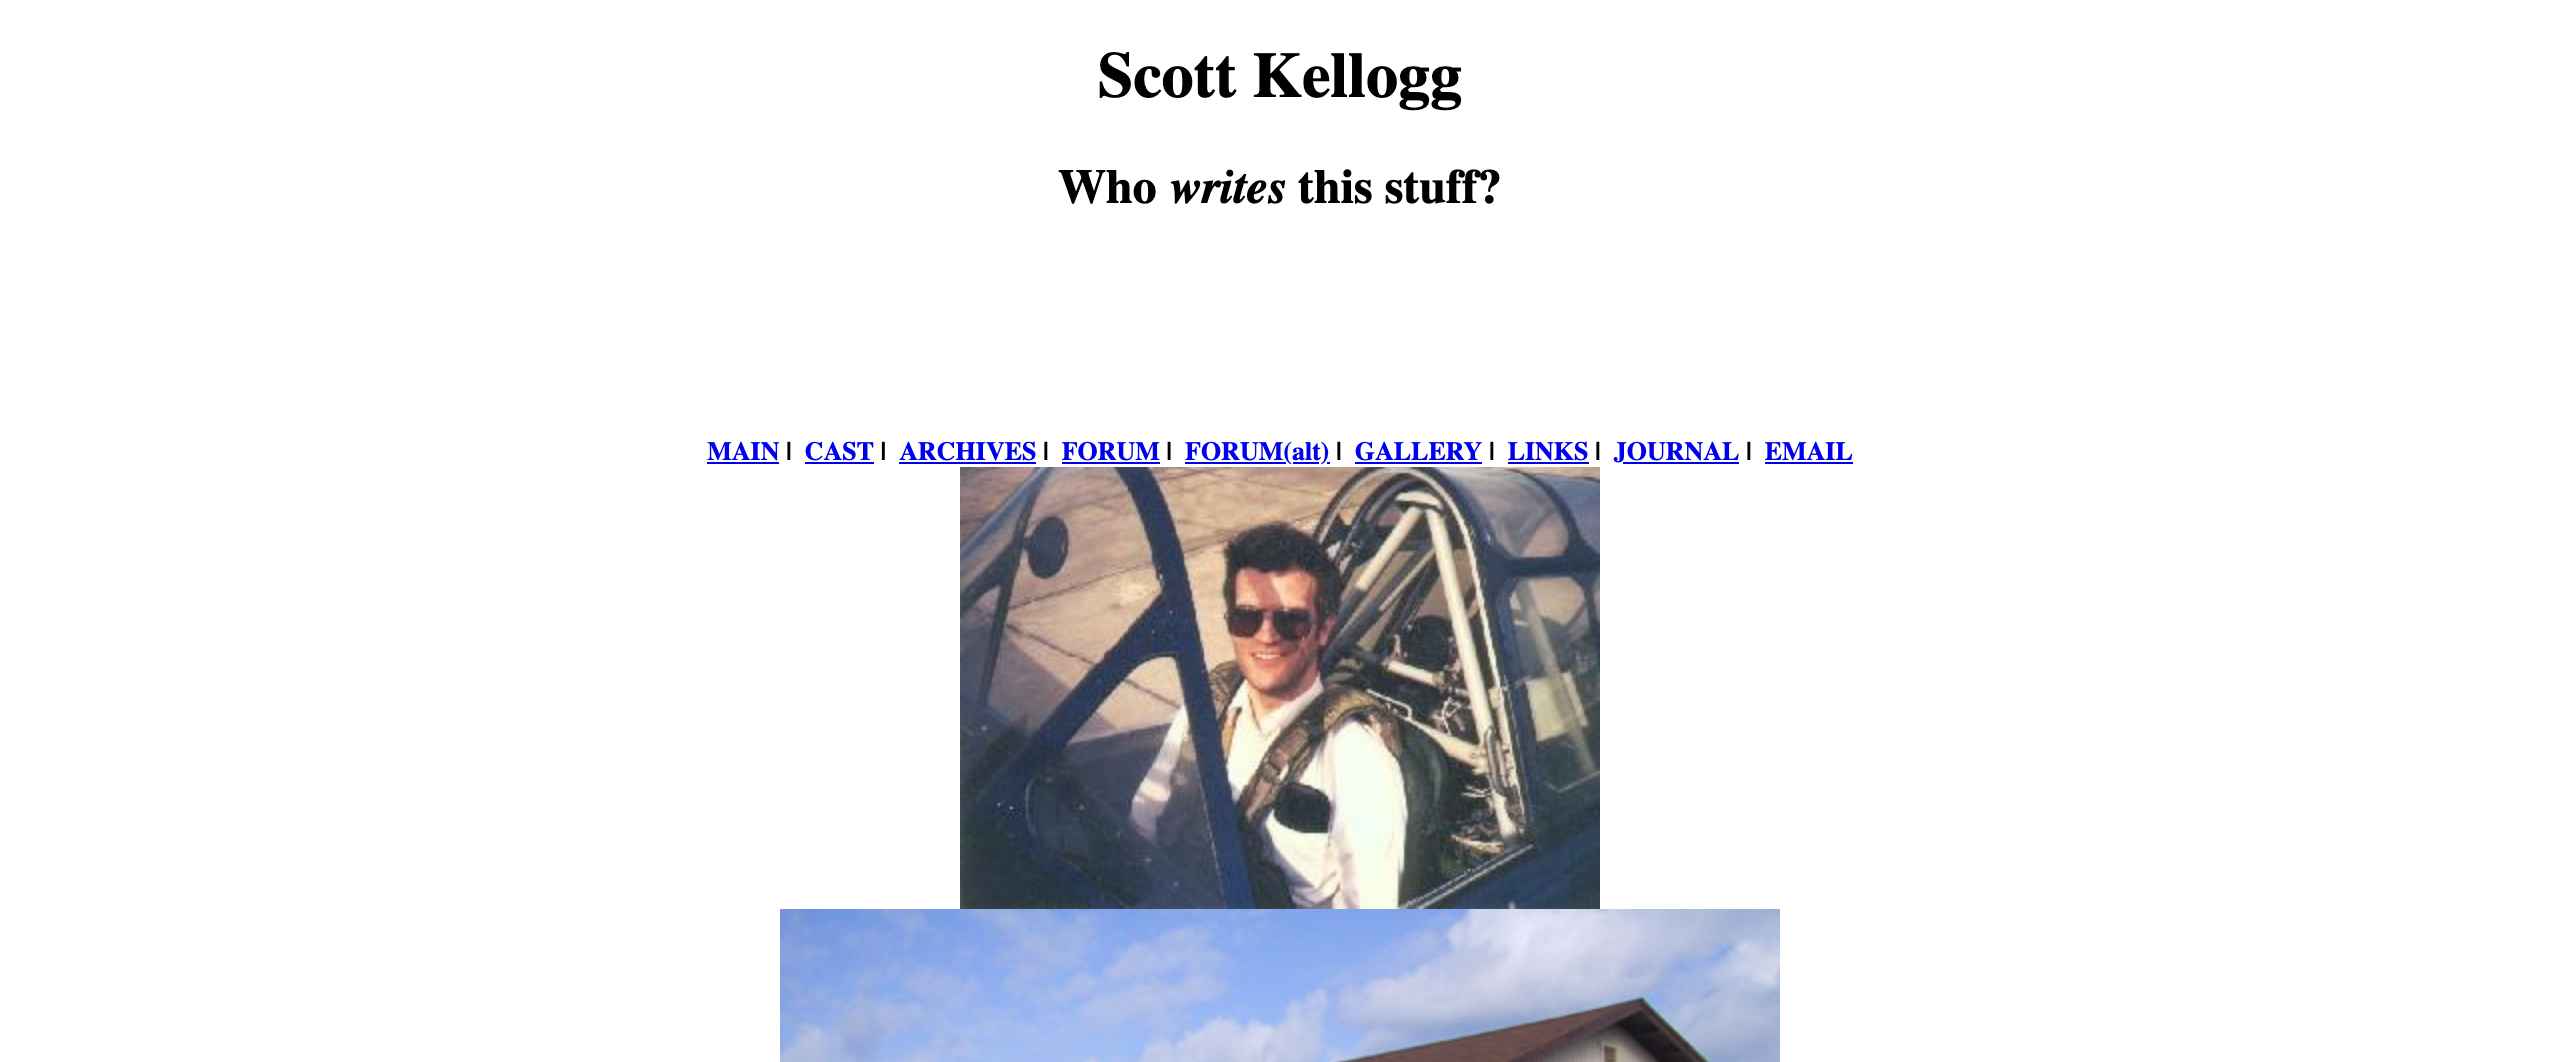 Scott Kellogg
Who writes this stuff?
MAIN | CAST | ARCHIVES | FORUM | FORUM(alt) | GALLERY | LINKS | JOURNAL | EMAIL